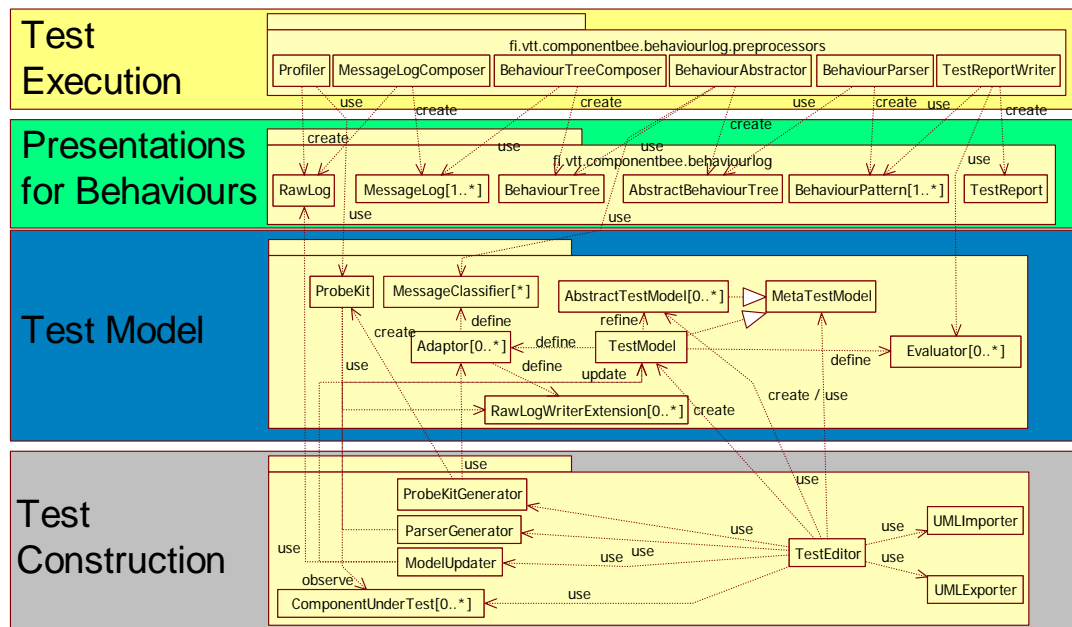 Test
Execution
fi.vtt.componentbee.behaviourlog.preprocessors
Profiler
MessageLogComposer
BehaviourTreeComposer
BehaviourAbstractor
BehaviourParser
TestReportWriter
use
create
create
use
create
use
create
create
use
create
use
use
Presentations
for Behaviours
fi.vtt.componentbee.behaviourlog
RawLog
MessageLog[1..*]
BehaviourTree
AbstractBehaviourTree
BehaviourPattern[1..*]
TestReport
use
use
Test Model
ProbeKit
MessageClassifier[*]
AbstractTestModel[0..*]
MetaTestModel
create
define
refine
Adaptor[0..*]
define
TestModel
define
Evaluator[0..*]
use
define
update
RawLogWriterExtension[0..*]
create
create / use
Test
Construction
use
use
ProbeKitGenerator
ParserGenerator
ModelUpdater
use
use
use
use
TestEditor
use
UMLImporter
use
UMLExporter
observe
ComponentUnderTest[0..*]
use